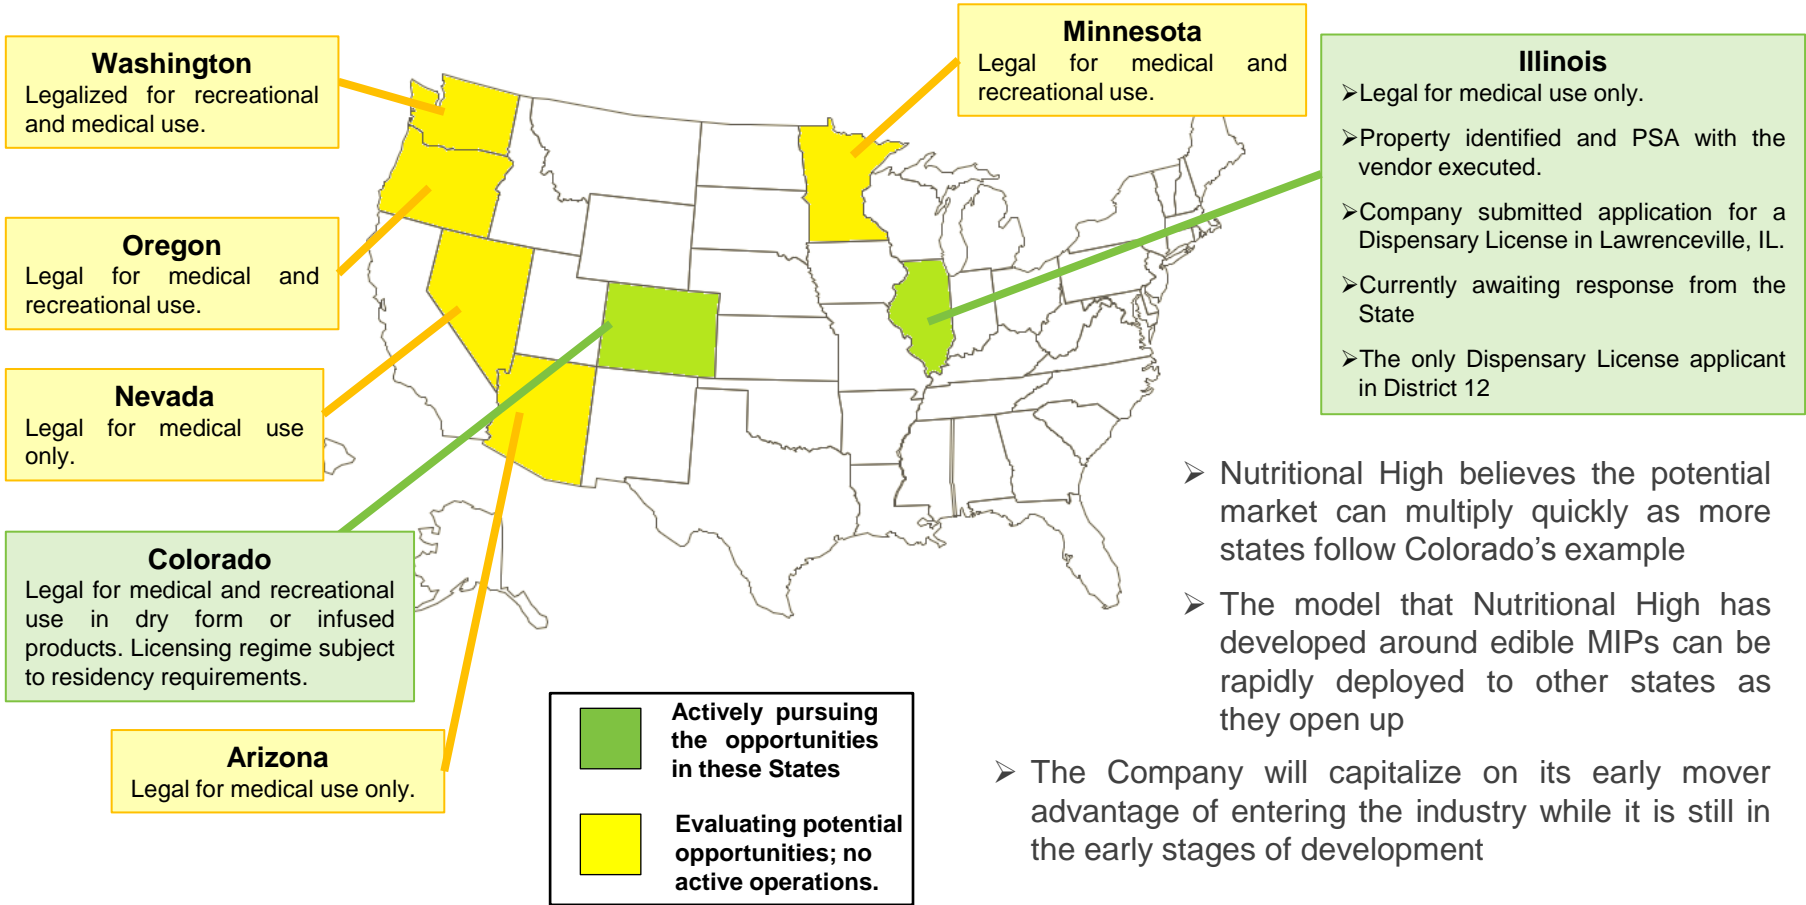 Washington
Legalized for recreational
and medical use.
Oregon
Legal for medical and
recreational use.
Nevada
Legal for medical use
only.
Colorado
Legal for medical and recreational
use in dry form or infused
products. Licensing regime subject
to residency requirements.
Arizona
Legal for medical use only.
Minnesota
Legal for medical and
recreational use.
Illinois
➢Legal for medical use only.
➢Property identified and PSA with the
vendor executed.
➢Company submitted application for a
Dispensary License in Lawrenceville, IL.
➢Currently awaiting response from the
State
➢The only Dispensary License applicant
in District 12
Actively pursuing
the opportunities
in these States
Evaluating potential
opportunities; no
active operations.
➢ Nutritional High believes the potential
market can multiply quickly as more
states follow Colorado’s example
➢ The model that Nutritional High has
developed around edible MIPs can be
rapidly deployed to other states as
they open up
➢ The Company will capitalize on its early mover
advantage of entering the industry while it is still in
the early stages of development